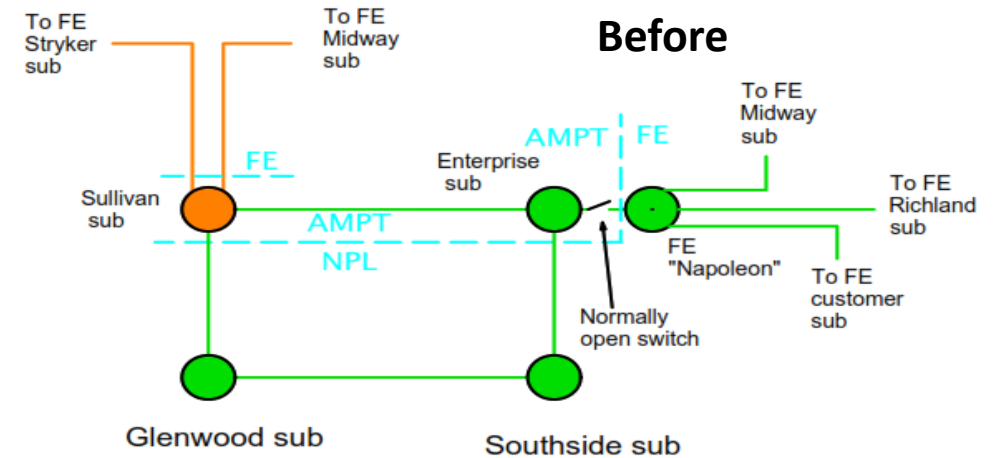 To FE
Stryker
sub
To FE
Midway
sub
Before
To FE
Midway
sub
AMPT
FE
FE
Enterprise
sub
Sullivan
sub
To FE
Richland
sub
AMPT
NPL
FE
"Napoleon"
To FE
customer
sub
Normally
open switch
Glenwood sub
Southside sub